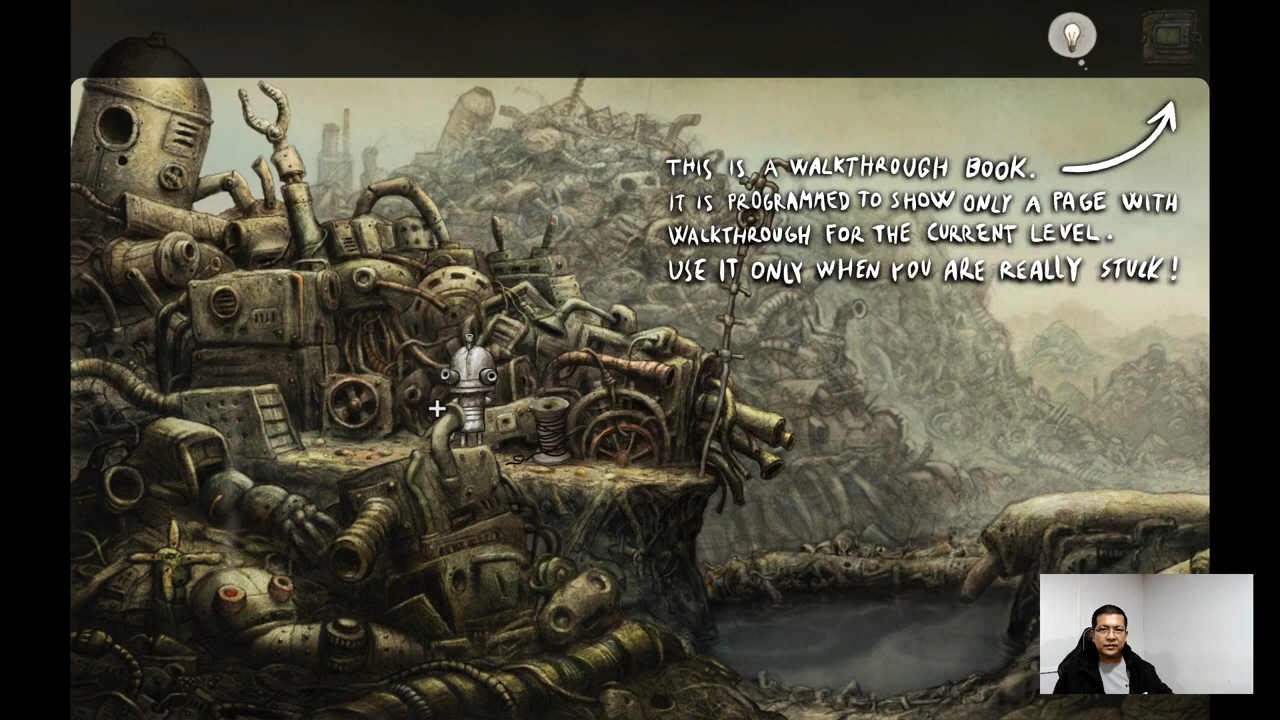 THIS IS A WALKTHROUGH BOOK.
IT IS PROGRAMMED TO SHOW ONLY A PAGE WITH
WALKTHROUGH FOR THE CURRENT LEVEL.
USE IT ONLY WHEN YOU ARE REALLY STUCK!